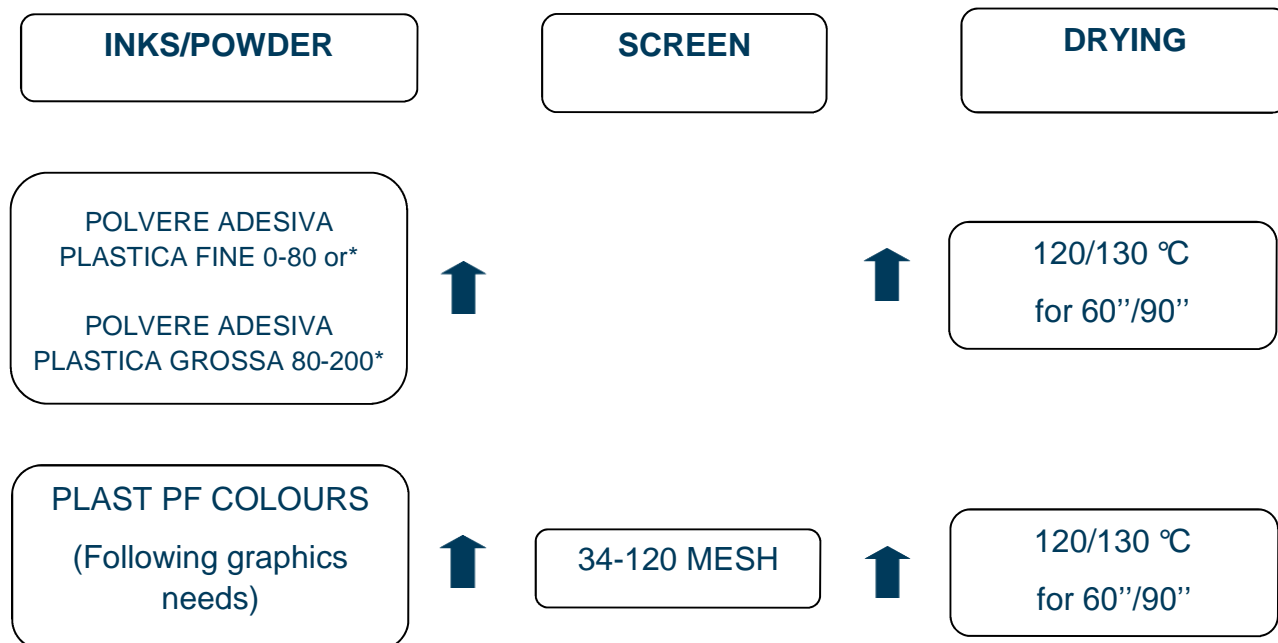 INKS/POWDER
SCREEN
DRYING
POLVERE ADESIVA
PLASTICA FINE 0-80 or*
POLVERE ADESIVA
PLASTICA GROSSA 80-200*
120/130 ℃
for 60’’/90’’
PLAST PF COLOURS
(Following graphics
needs)
34-120 MESH
120/130 ℃
for 60’’/90’’